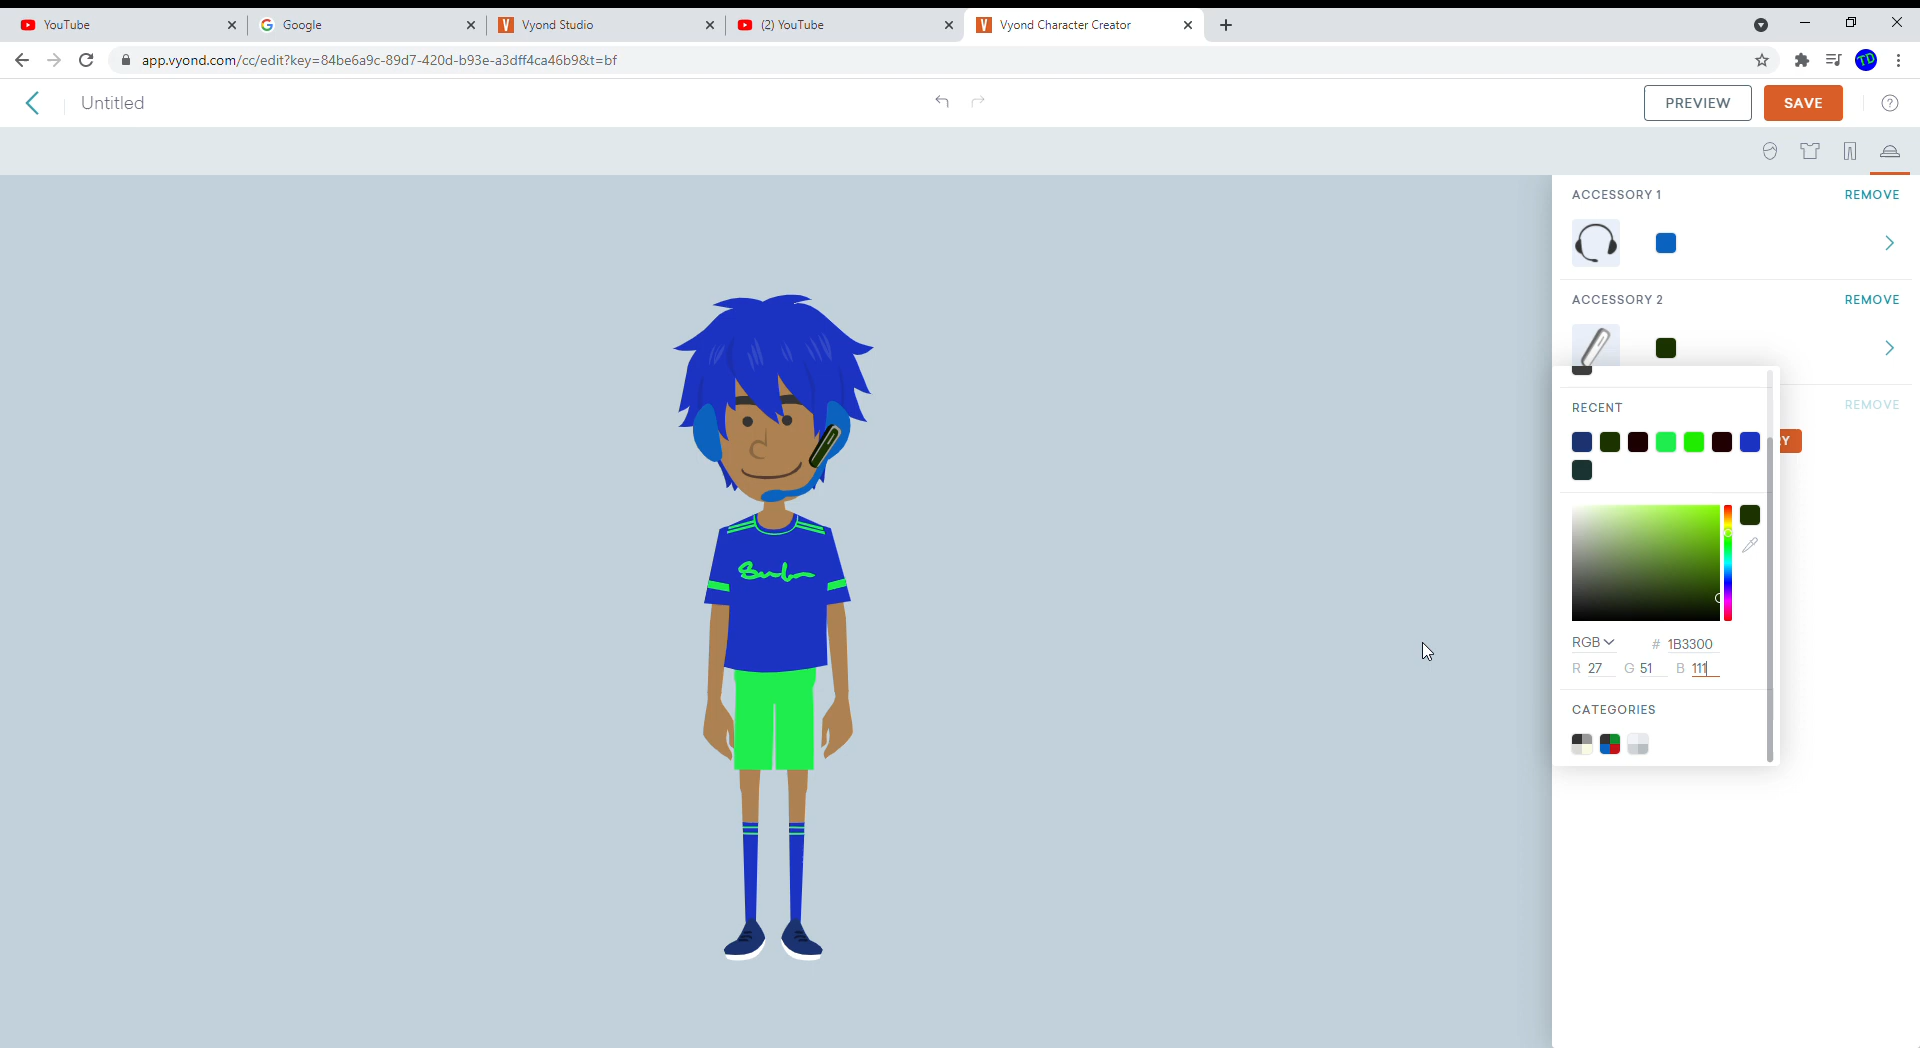 YouTube
Google
Vyond Studio
(2) YouTube
Vyond Character Creator
app.vyond.com/cc/edit?key=84be6a9c-89d7-420d-b93e-a3dff4ca46b9&t=bf
TD
Untitled
PREVIEW
SAVE
ACCESSORY 1
REMOVE
ACCESSORY 2
REMOVE
REMOVE
RECENT
RGB
# 1B3300
R 27 G 51 B 111
CATEGORIES